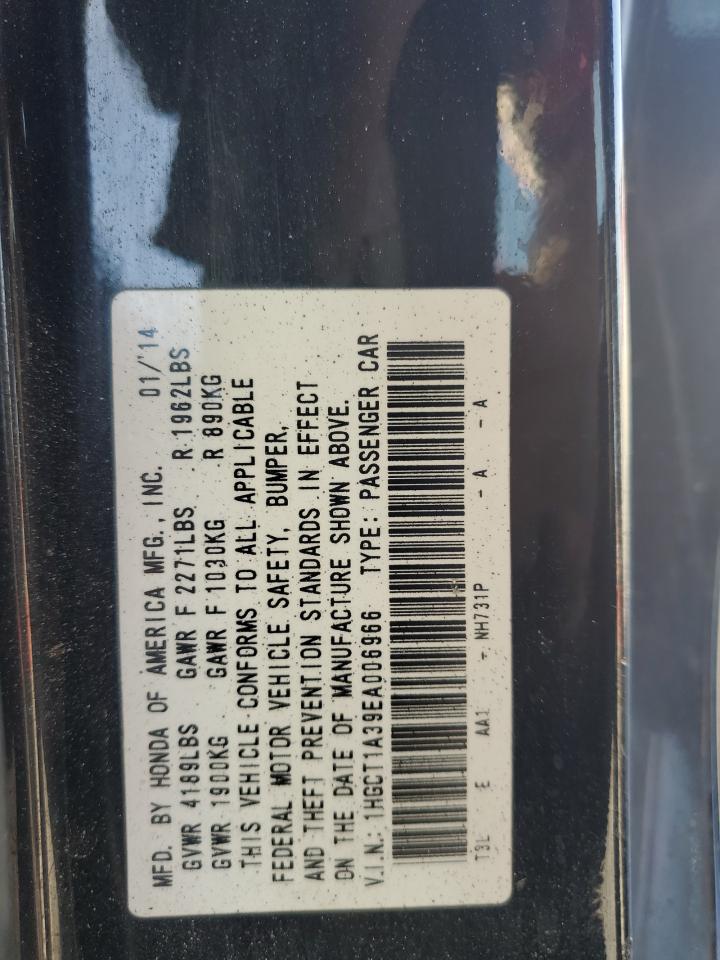 MFD. BY HONDA OF AMERICA MFG., INC. 01/'14
GVWR 4189LBS GAWR F 2271LBS R 1962LBS
GVWR 1900KG GAWR F 1030KG R 890KG
THIS VEHICLE CONFORMS TO ALL APPLICABLE
FEDERAL MOTOR VEHICLE SAFETY, BUMPER,
AND THEFT PREVENTION STANDARDS IN EFFECT
ON THE DATE OF MANUFACTURE SHOWN ABOVE.
V.I.N.: 1HGCT1A39EA006966 TYPE: PASSENGER CAR
T3L E AA1 - NH731P - A - A